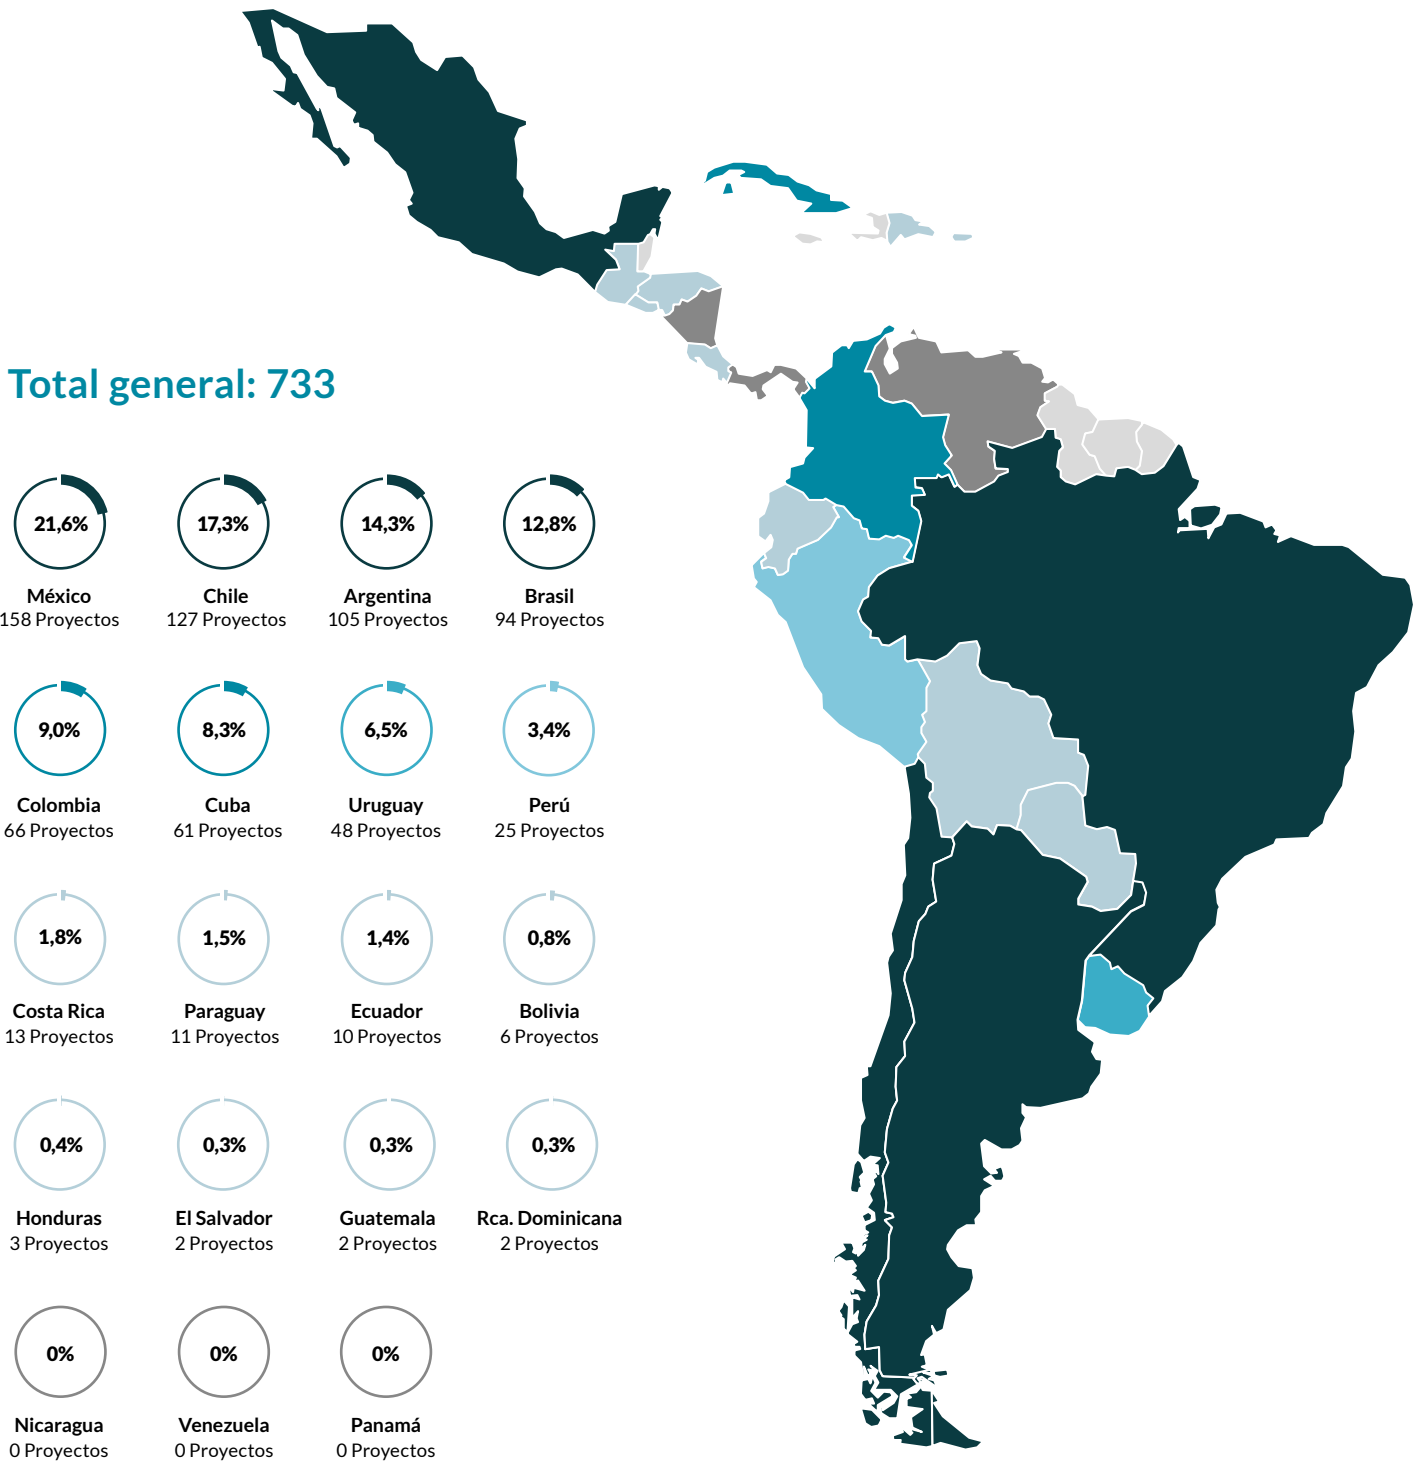 Total general: 733
21,6%
17,3%
14,3%
12,8%
México
Chile
Argentina
Brasil
158 Proyectos
127 Proyectos
105 Proyectos
94 Proyectos
9,0%
8,3%
6,5%
3,4%
Colombia
Cuba
Uruguay
Perú
66 Proyectos
61 Proyectos
48 Proyectos
25 Proyectos
1,8%
1,5%
1,4%
0,8%
Costa Rica
Paraguay
Ecuador
Bolivia
13 Proyectos
11 Proyectos
10 Proyectos
6 Proyectos
0,4%
0,3%
0,3%
0,3%
Honduras
El Salvador
Guatemala
Rca. Dominicana
3 Proyectos
2 Proyectos
2 Proyectos
2 Proyectos
0%
0%
0%
Nicaragua
Venezuela
Panamá
0 Proyectos
0 Proyectos
0 Proyectos